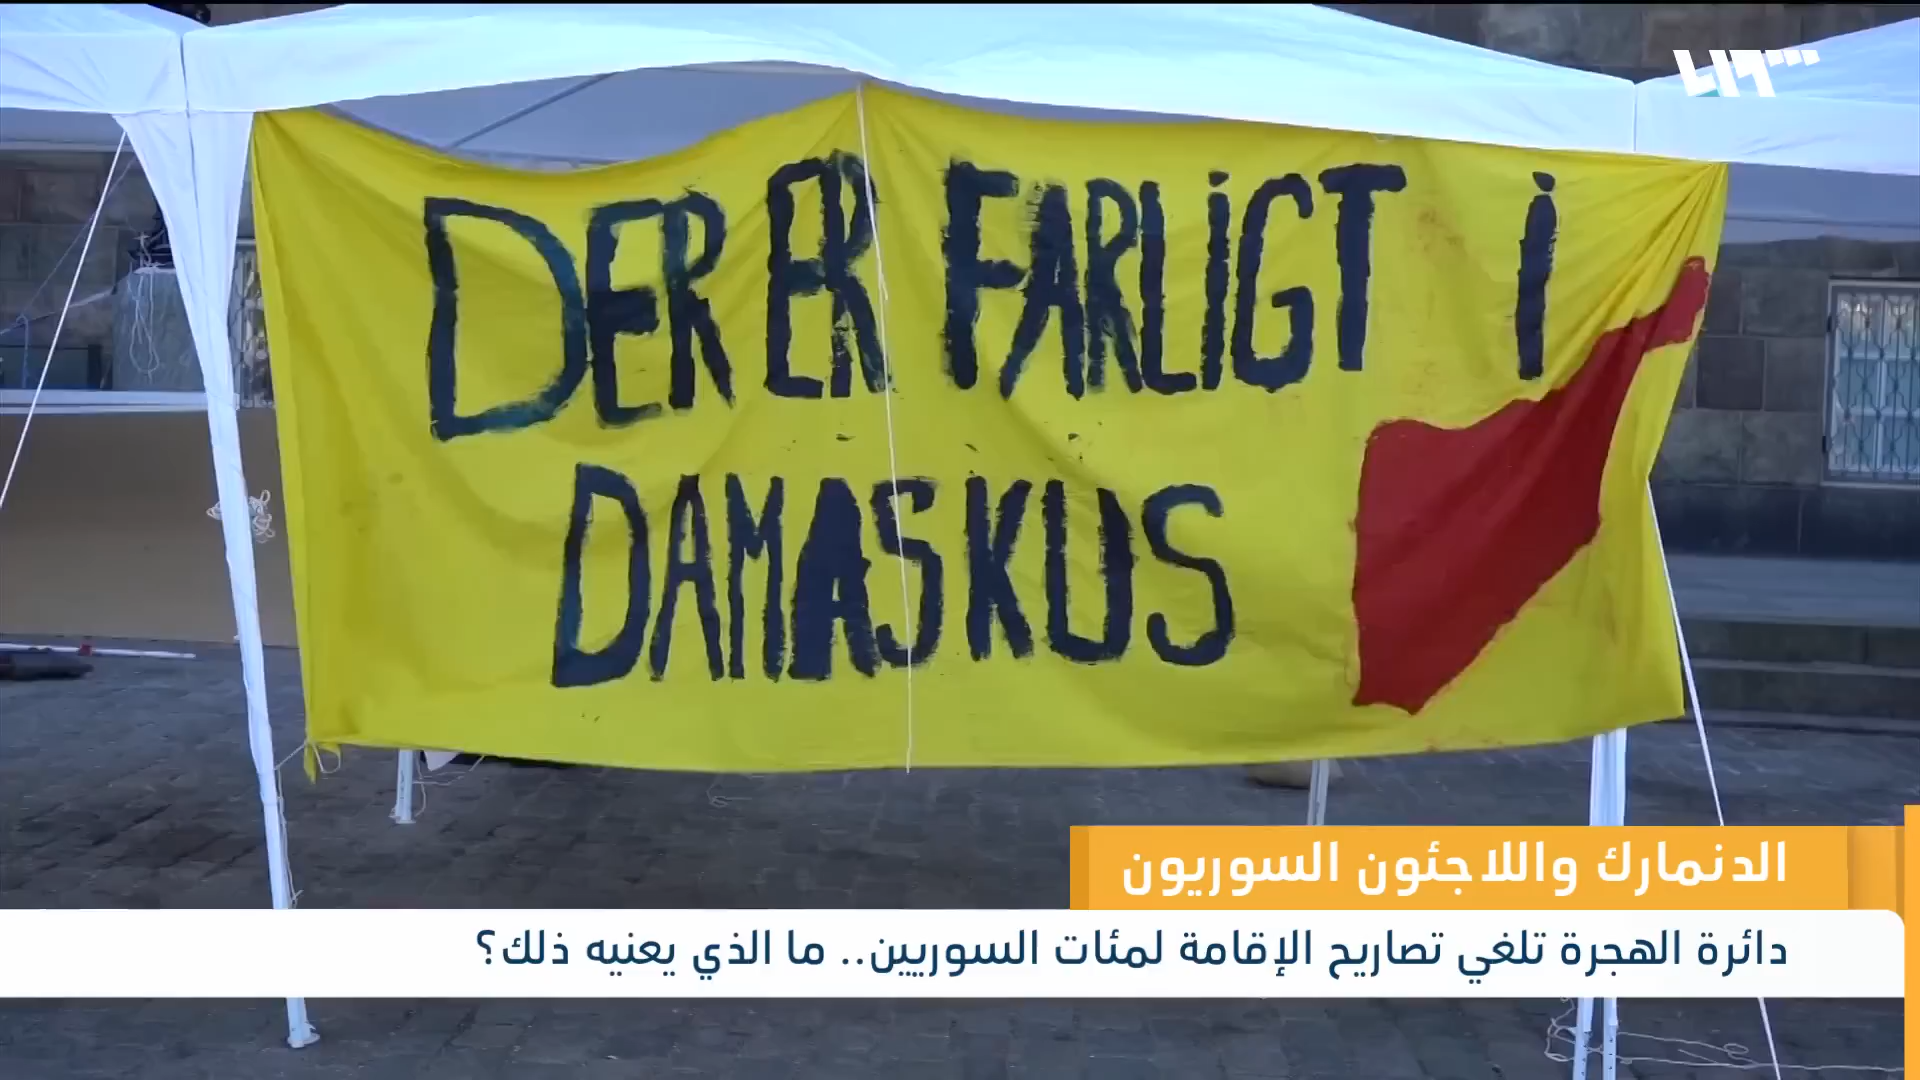 DER ER FARLIGT i
DAMASKUS
الدنمارك واللاجئون السوريون
دائرة الهجرة تلغي تصاريح الإقامة لمئات السوريين.. ما الذي يعنيه ذلك؟